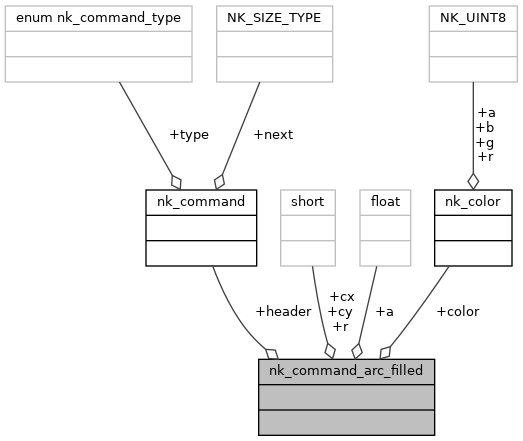 enum nk_command_type
NK_SIZE_TYPE
NK_UINT8
+type
+next
+a
+b
+g
+r
nk_command
short
float
nk_color
+header
+cx
+cy
+r
+a
+color
nk_command_arc_filled